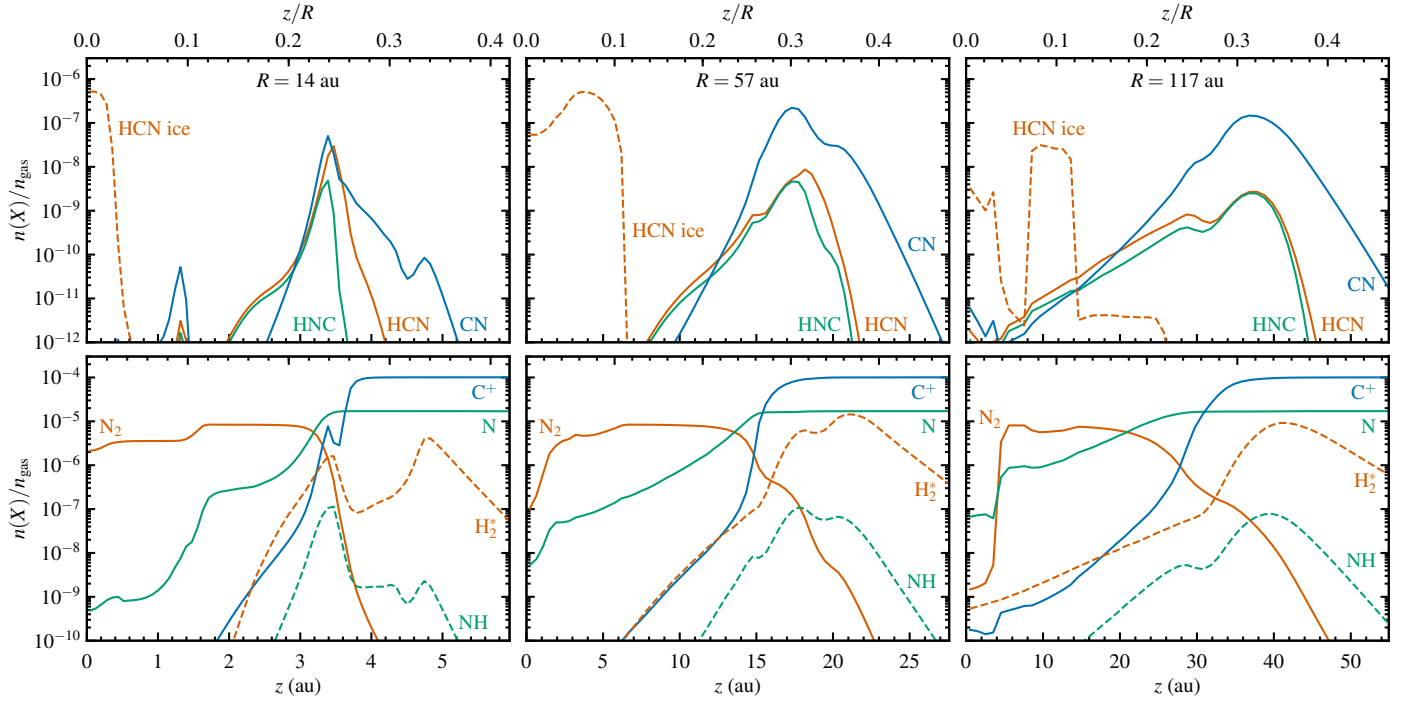 z/R z/R z/R
0.0 0.1 0.2 0.3 0.4 0.0 0.1 0.2 0.3 0.4 0.0 0.1 0.2 0.3 0.4
R = 14 au R = 57 au R = 117 au
n(X)/n_gas
10⁻⁶
10⁻⁷
10⁻⁸
10⁻⁹
10⁻¹⁰
10⁻¹¹
10⁻¹²
HCN ice
HNC
HCN
CN
HCN ice
CN
HNC
HCN
HCN ice
CN
HNC
HCN
n(X)/n_gas
10⁻⁴
10⁻⁵
10⁻⁶
10⁻⁷
10⁻⁸
10⁻⁹
10⁻¹⁰
N₂
C⁺
N
H₂*
NH
N₂
C⁺
N
H₂*
NH
N₂
C⁺
N
H₂*
NH
0 1 2 3 4 5 0 5 10 15 20 25 0 10 20 30 40 50
z (au) z (au) z (au)